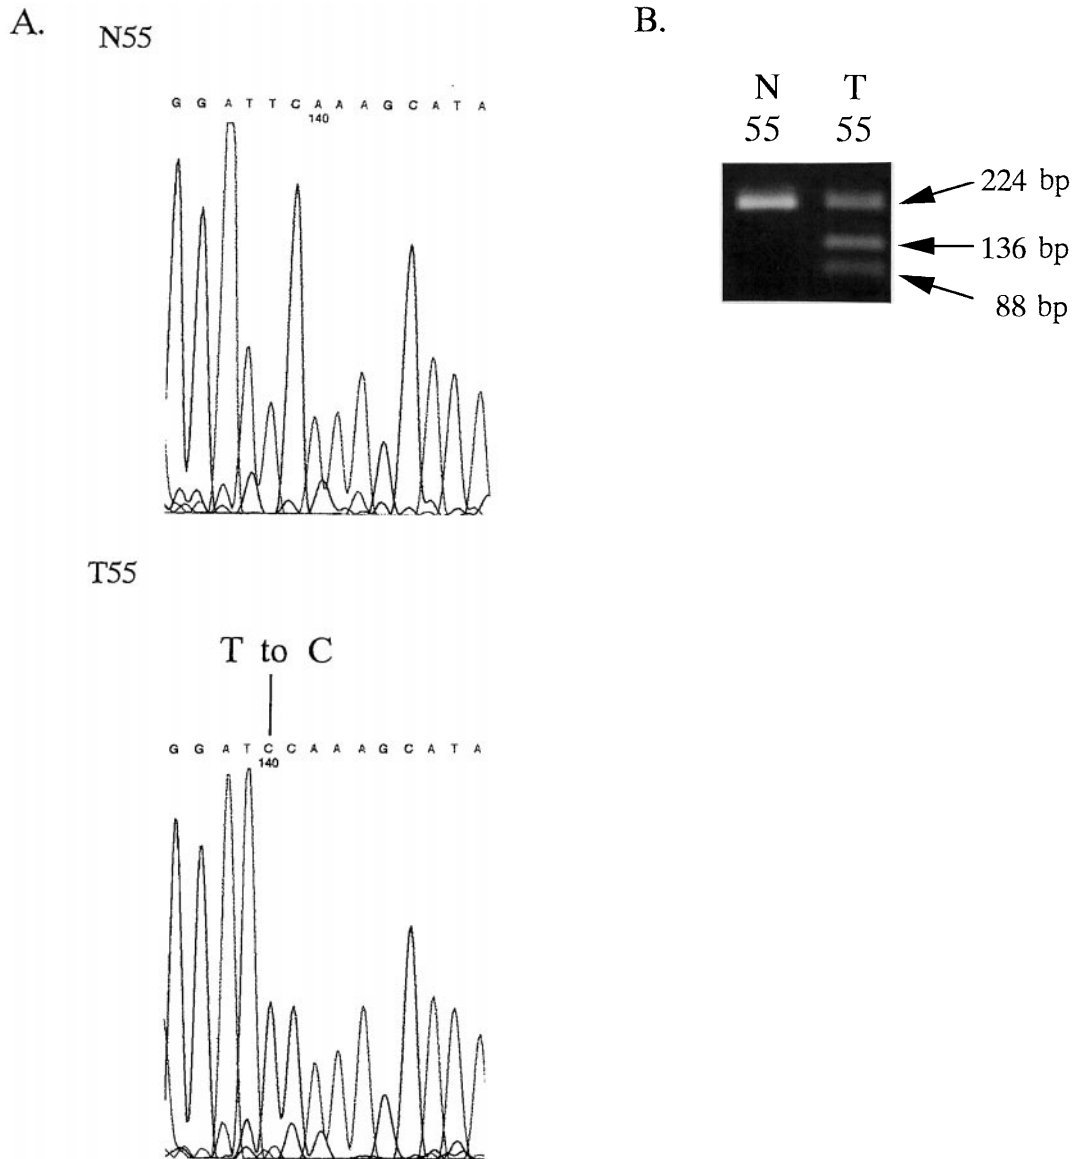 A.
N55
G G A T T C A A A G C A T A
140
T55
T to C
G G A T C C A A A G C A T A
140
B.
N T
55 55
224 bp
136 bp
88 bp